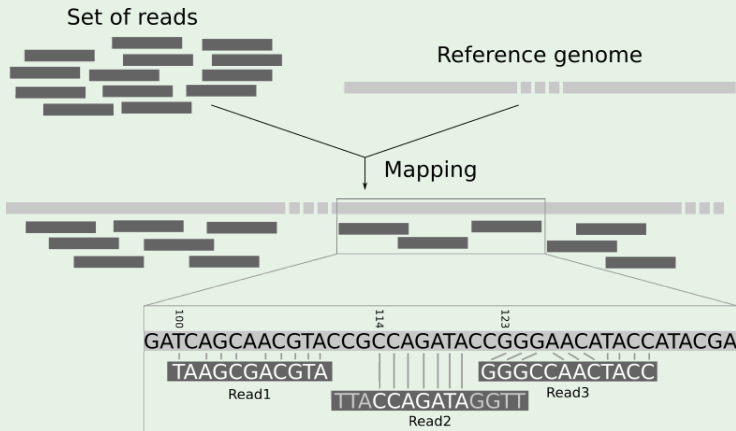 Set of reads
Reference genome
Mapping
100
114
123
GATCAGCAACGTACCGCCAGATACCGGGAACATACCATACGA
TAAGCGACGTA
GGGCCAACTACC
Read1
TTACCAGATAGGTT
Read3
Read2